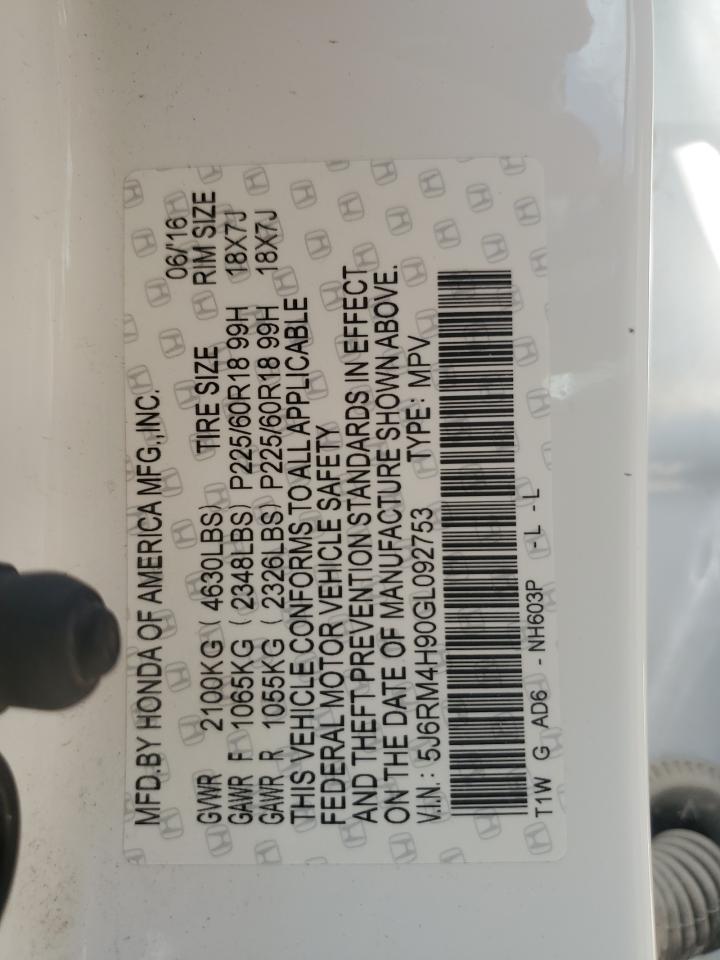 MFD.BY HONDA OF AMERICA MFG.,INC. 06/'16
GVWR 2100KG ( 4630LBS) TIRE SIZE RIM SIZE
GAWR F 1065KG ( 2348LBS) P225/60R18 99H 18X7J
GAWR R 1055KG ( 2326LBS) P225/60R18 99H 18X7J
THIS VEHICLE CONFORMS TO ALL APPLICABLE
FEDERAL MOTOR VEHICLE SAFETY
AND THEFT PREVENTION STANDARDS IN EFFECT
ON THE DATE OF MANUFACTURE SHOWN ABOVE.
V.I.N : 5J6RM4H90GL092753 TYPE: MPV
T1W G AD6 - NH603P - L - L